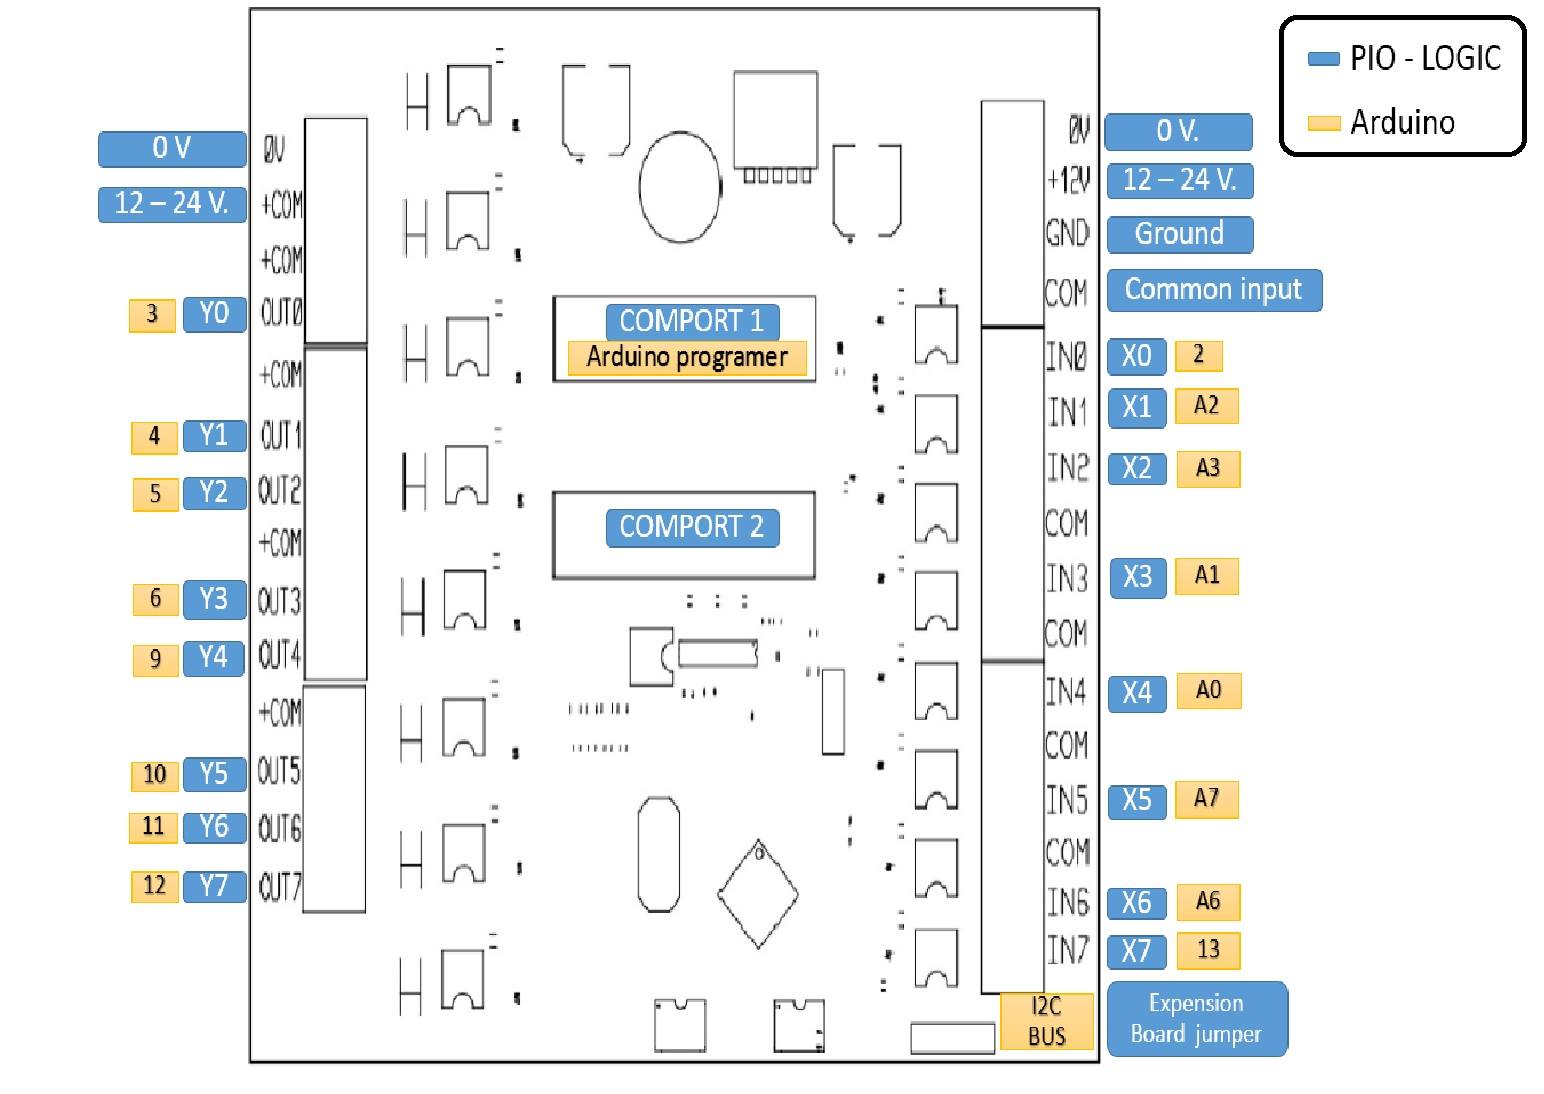 PIO - LOGIC
Arduino
0 V
0V
12 – 24 V.
+COM
+COM
3 Y0 OUT0
+COM
4 Y1 OUT1
5 Y2 OUT2
+COM
6 Y3 OUT3
9 Y4 OUT4
+COM
10 Y5 OUT5
11 Y6 OUT6
12 Y7 OUT7
COMPORT 1
Arduino programer
COMPORT 2
0V 0 V.
+12V 12 – 24 V.
GND Ground
COM Common input
IN0 X0 2
IN1 X1 A2
IN2 X2 A3
COM
IN3 X3 A1
COM
IN4 X4 A0
COM
IN5 X5 A7
COM
IN6 X6 A6
IN7 X7 13
I2C
BUS
Expension
Board jumper